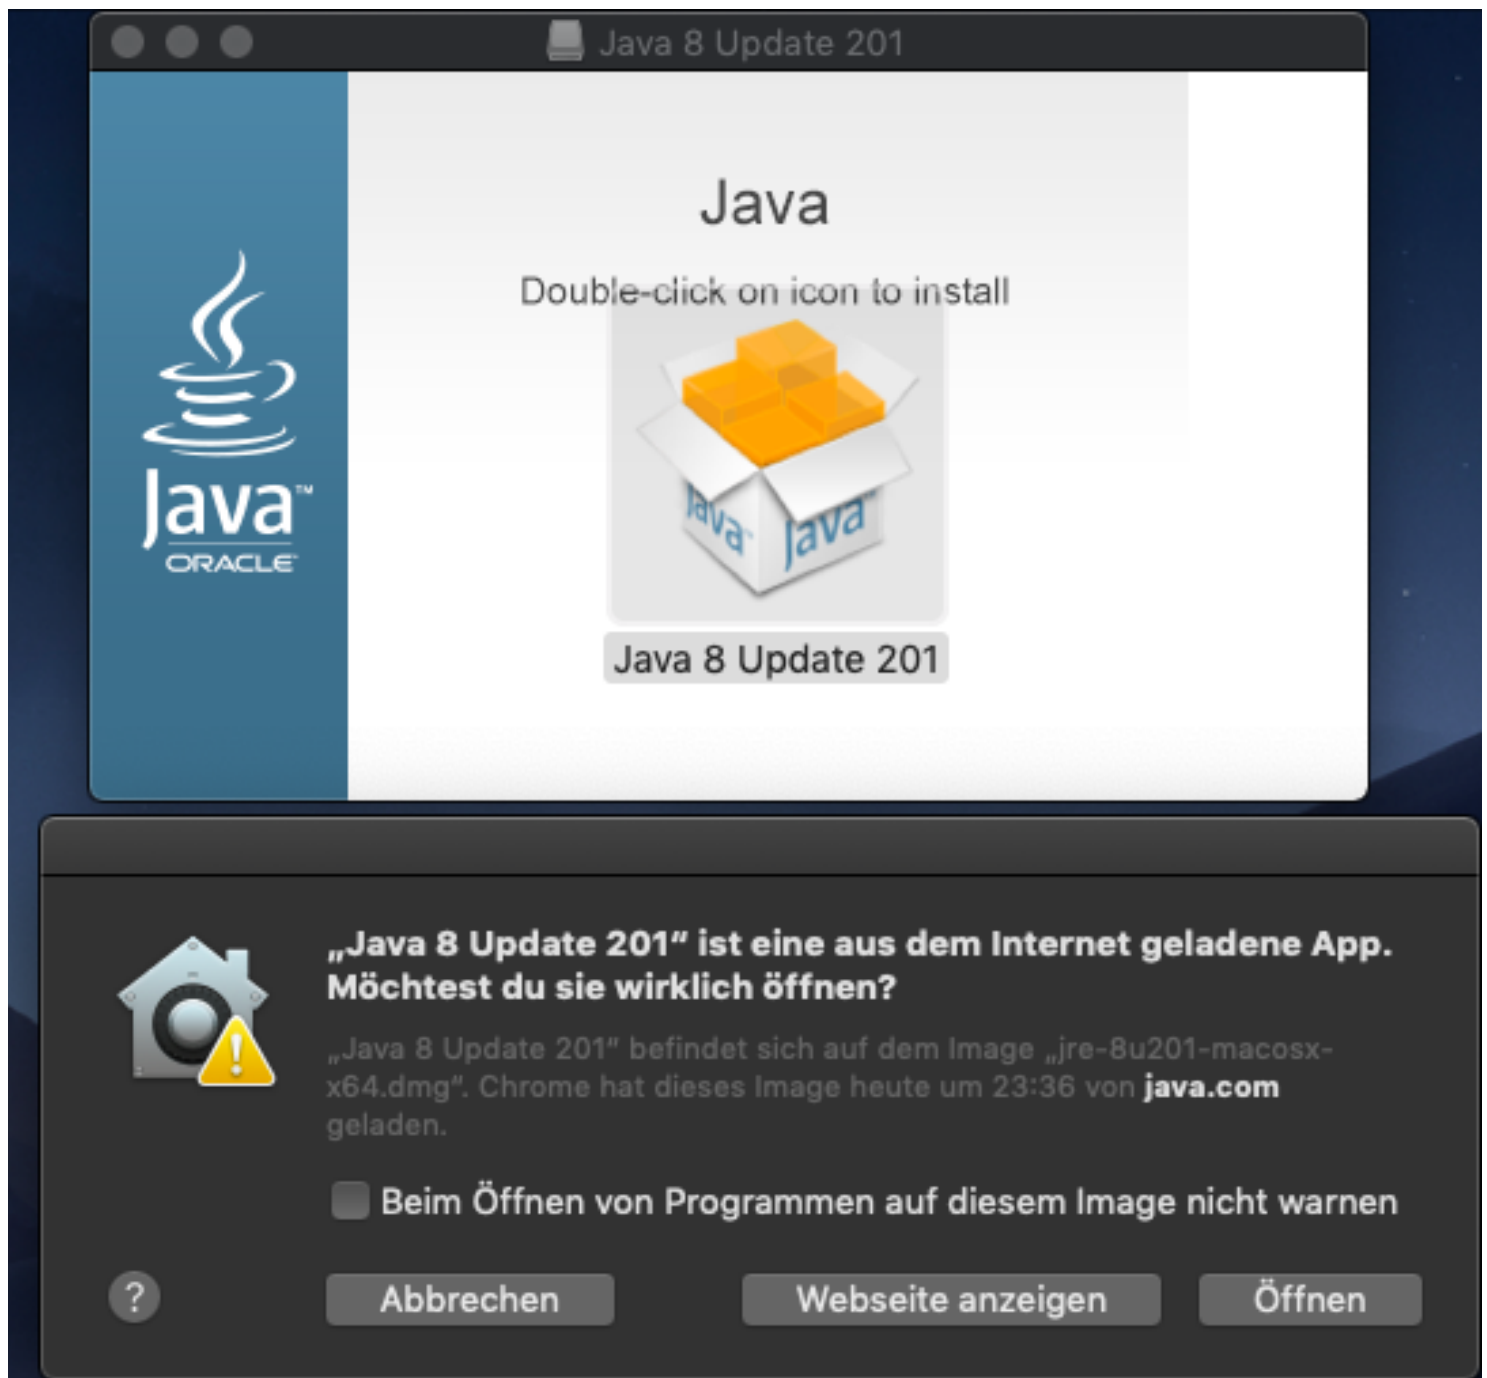 Java 8 Update 201
Java
Double-click on icon to install
Java™
ORACLE
Java
Java
Java 8 Update 201
„Java 8 Update 201“ ist eine aus dem Internet geladene App.
Möchtest du sie wirklich öffnen?
„Java 8 Update 201“ befindet sich auf dem Image „jre-8u201-macosx-
x64.dmg“. Chrome hat dieses Image heute um 23:36 von java.com
geladen.
Beim Öffnen von Programmen auf diesem Image nicht warnen
?
Abbrechen
Webseite anzeigen
Öffnen